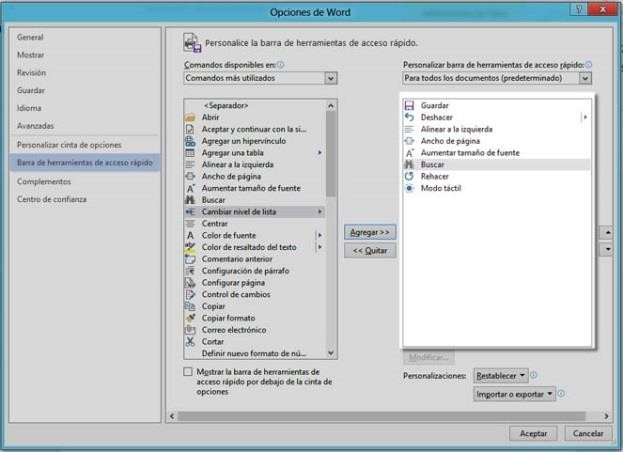 Opciones de Word
General
Mostrar
Revisión
Guardar
Idioma
Avanzadas
Personalizar cinta de opciones
Barra de herramientas de acceso rápido
Complementos
Centro de confianza
Personalice la barra de herramientas de acceso rápido.
Comandos disponibles en:
Comandos más utilizados
<Separador>
Abrir
Aceptar y continuar con la si...
Agregar un hipervínculo
Agregar una tabla
Alinear a la izquierda
Ancho de página
Aumentar tamaño de fuente
Buscar
Cambiar nivel de lista
Centrar
Color de fuente
Color de resaltado del texto
Comentario anterior
Configuración de párrafo
Configurar página
Control de cambios
Copiar
Copiar formato
Correo electrónico
Cortar
Definir nuevo formato de nú...
Mostrar la barra de herramientas de
acceso rápido por debajo de la cinta de
opciones
Agregar >>
<< Quitar
Personalizar barra de herramientas de acceso rápido:
Para todos los documentos (predeterminado)
Guardar
Deshacer
Alinear a la izquierda
Ancho de página
Aumentar tamaño de fuente
Buscar
Rehacer
Modo táctil
Modificar...
Personalizaciones:
Restablecer
Importar o exportar
Aceptar
Cancelar